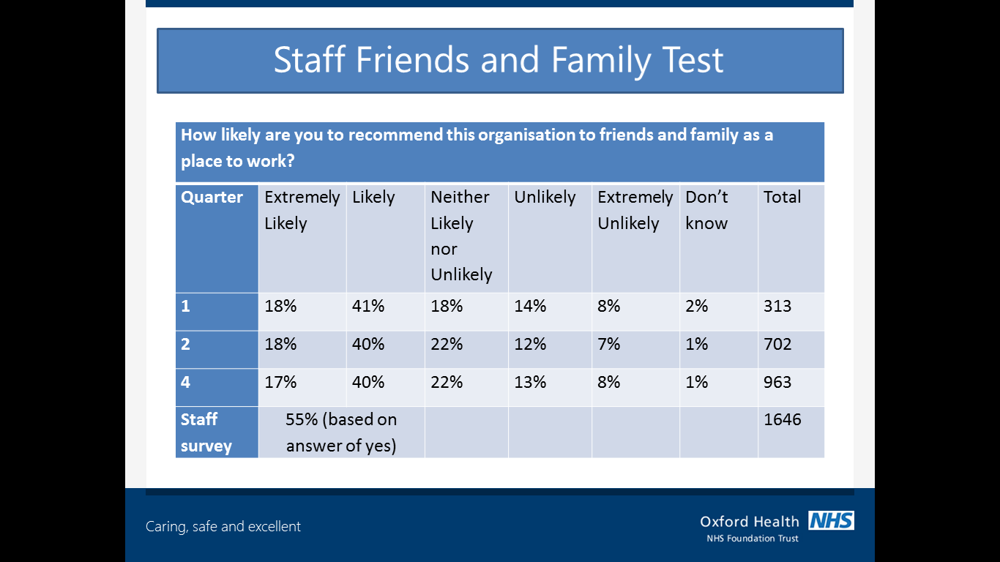 Staff Friends and Family Test
How likely are you to recommend this organisation to friends and family as a
place to work?
Quarter Extremely Likely Neither Unlikely Extremely Don’t Total
Likely Likely Unlikely know
nor
Unlikely
1 18% 41% 18% 14% 8% 2% 313
2 18% 40% 22% 12% 7% 1% 702
4 17% 40% 22% 13% 8% 1% 963
Staff 55% (based on 1646
survey answer of yes)
Caring, safe and excellent
Oxford Health NHS
NHS Foundation Trust